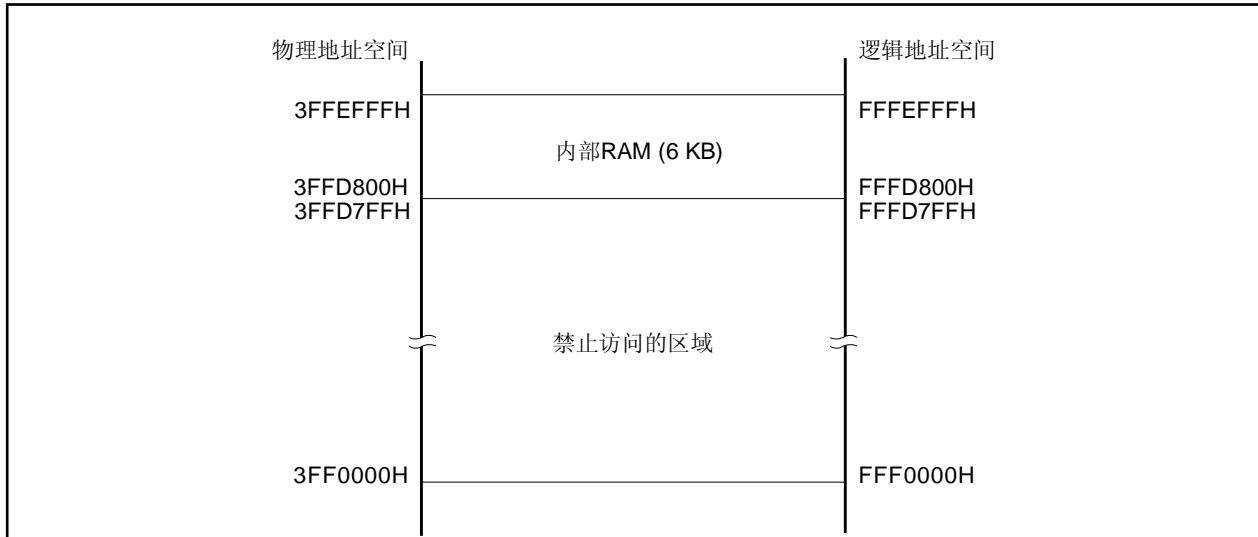 物理地址空间 逻辑地址空间
3FFEFFFH FFFEFFFH
内部RAM (6 KB)
3FFD800H FFFD800H
3FFD7FFH FFFD7FFH
禁止访问的区域
3FF0000H FFF0000H